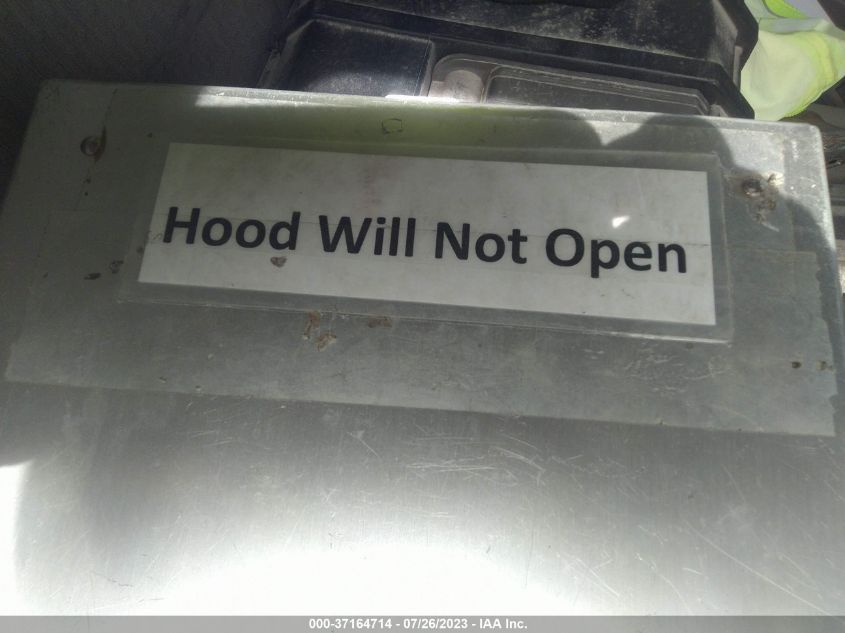 Hood Will Not Open
000-37164714 - 07/26/2023 - IAA Inc.